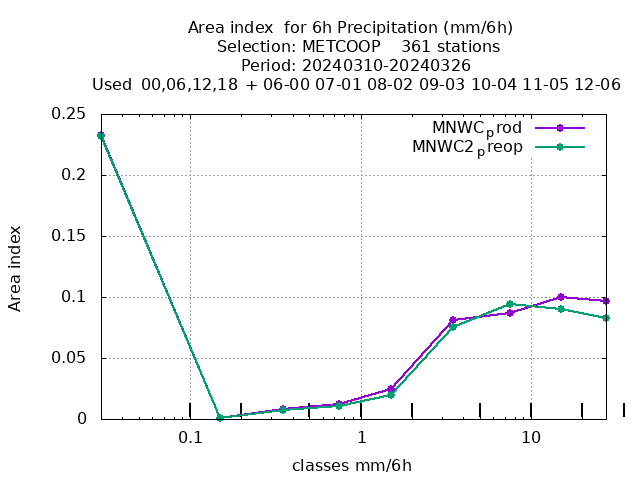 Area index  for 6h Precipitation (mm/6h)
Selection: METCOOP    361 stations
Period: 20240310-20240326
Used 00,06,12,18 + 06-00 07-01 08-02 09-03 10-04 11-05 12-06
MNWCprod
MNWC2preop
0.25
0.2
0.15
0.1
0.05
0
Area index
0.1 1 10
classes mm/6h